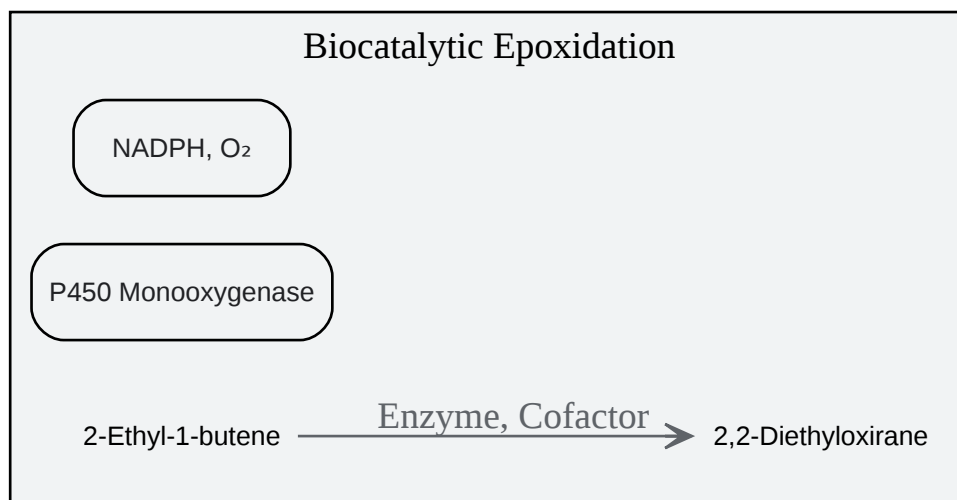 Biocatalytic Epoxidation
NADPH, O₂
P450 Monooxygenase
Enzyme, Cofactor
2-Ethyl-1-butene
2,2-Diethyloxirane